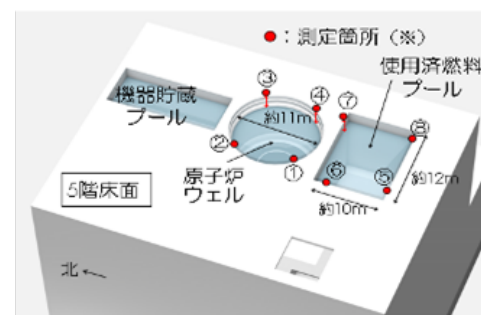 ●：測定箇所（※）
使用済燃料
プール
機器貯蔵
プール
③
④
⑦
⑧
約11m
②
①
原子炉
ウェル
⑥
⑤
約12m
約10m
5階床面
北←